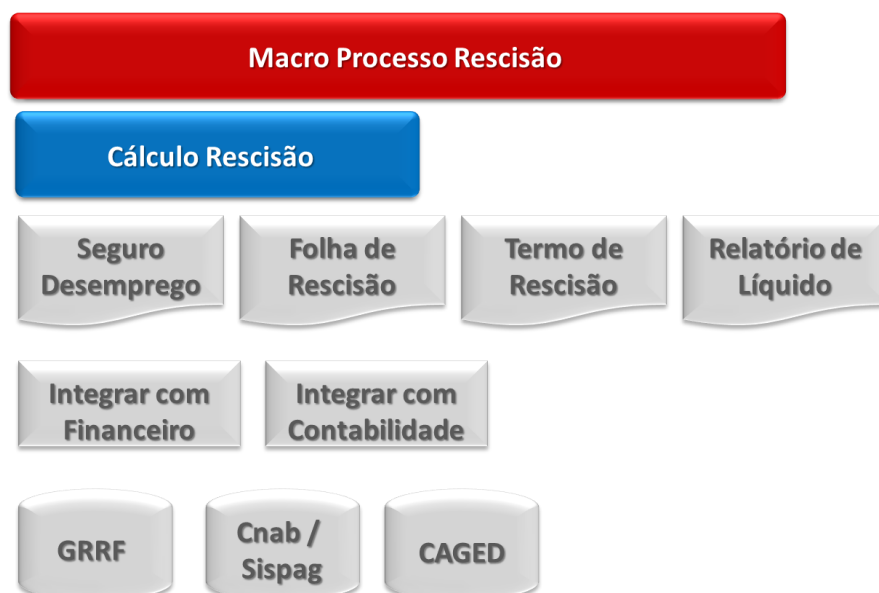 Macro Processo Rescisão
Cálculo Rescisão
Seguro
Desemprego
Folha de
Rescisão
Termo de
Rescisão
Relatório de
Líquido
Integrar com
Financeiro
Integrar com
Contabilidade
GRRF
Cnab /
Sispag
CAGED